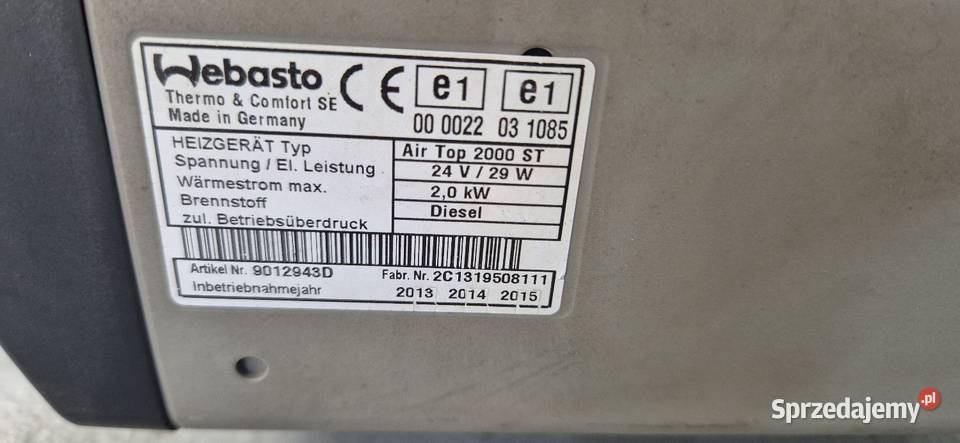 Webasto
Thermo & Comfort SE
Made in Germany
CE
e1
e1
00 0022
03 1085
HEIZGERÄT Typ
Air Top 2000 ST
Spannung / El. Leistung
24 V / 29 W
Wärmestrom max.
2,0 kW
Brennstoff
Diesel
zul. Betriebsüberdruck
Artikel Nr. 9012943D
Fabr. Nr. 2C1319508111
Inbetriebnahmejahr
2013 2014 2015
Sprzedajemy.pl